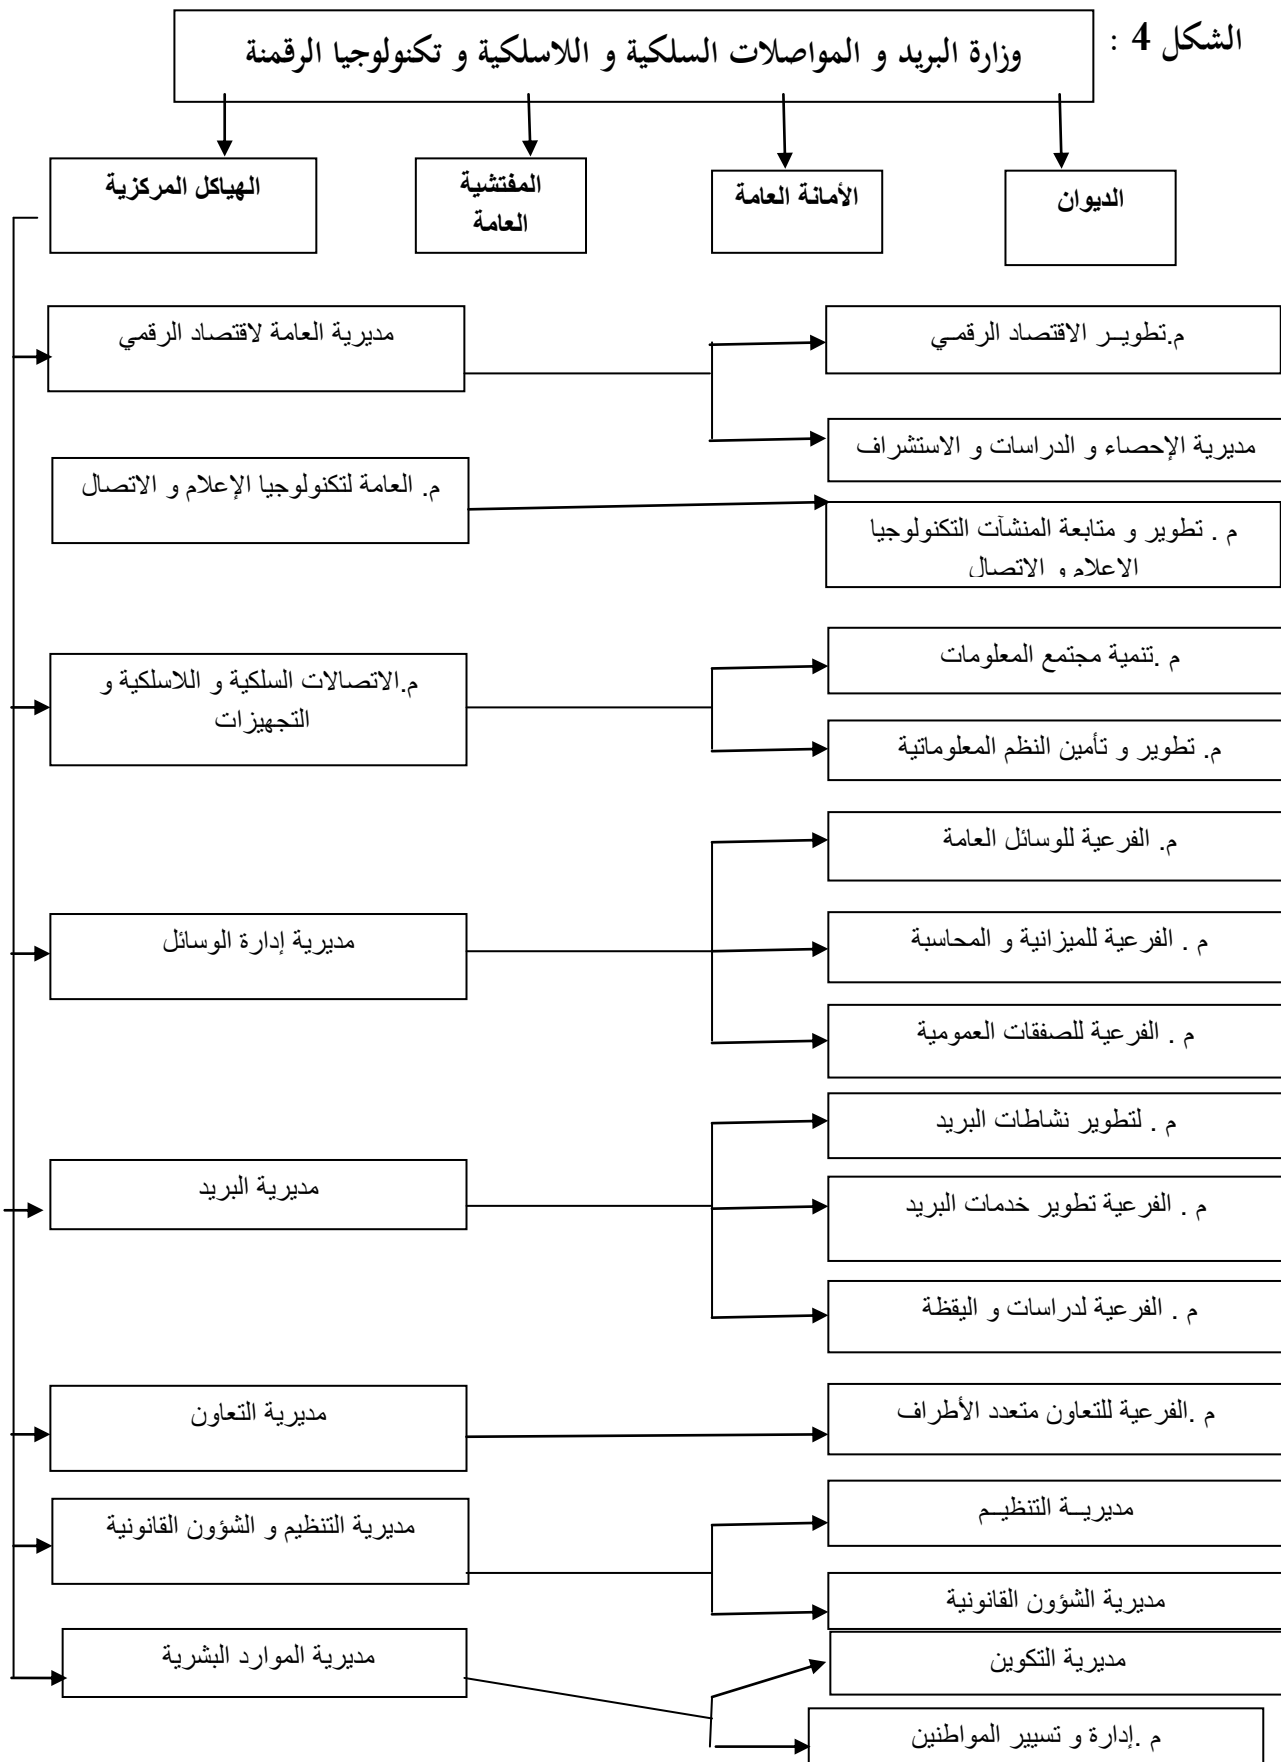 الشكل 4 :
وزارة البريد و المواصلات السلكية و اللاسلكية و تكنولوجيا الرقمنة
الديوان
الأمانة العامة
المفتشية
العامة
الهياكل المركزية
مديرية العامة لاقتصاد الرقمي
م.تطويــر الاقتصاد الرقمـي
مديرية الإحصاء و الدراسات و الاستشراف
م. العامة لتكنولوجيا الإعلام و الاتصال
م . تطوير و متابعة المنشآت التكنولوجيا
الاعلام و الاتصال
م.الاتصالات السلكية و اللاسلكية و
التجهيزات
م .تنمية مجتمع المعلومات
م. تطوير و تأمين النظم المعلوماتية
مديرية إدارة الوسائل
م. الفرعية للوسائل العامة
م . الفرعية للميزانية و المحاسبة
م . الفرعية للصفقات العمومية
مديرية البريد
م . لتطوير نشاطات البريد
م . الفرعية تطوير خدمات البريد
م . الفرعية لدراسات و اليقظة
مديرية التعاون
م .الفرعية للتعاون متعدد الأطراف
مديرية التنظيم و الشؤون القانونية
مديريــة التنظيــم
مديرية الشؤون القانونية
مديرية الموارد البشرية
مديرية التكوين
م .إدارة و تسيير المواطنين